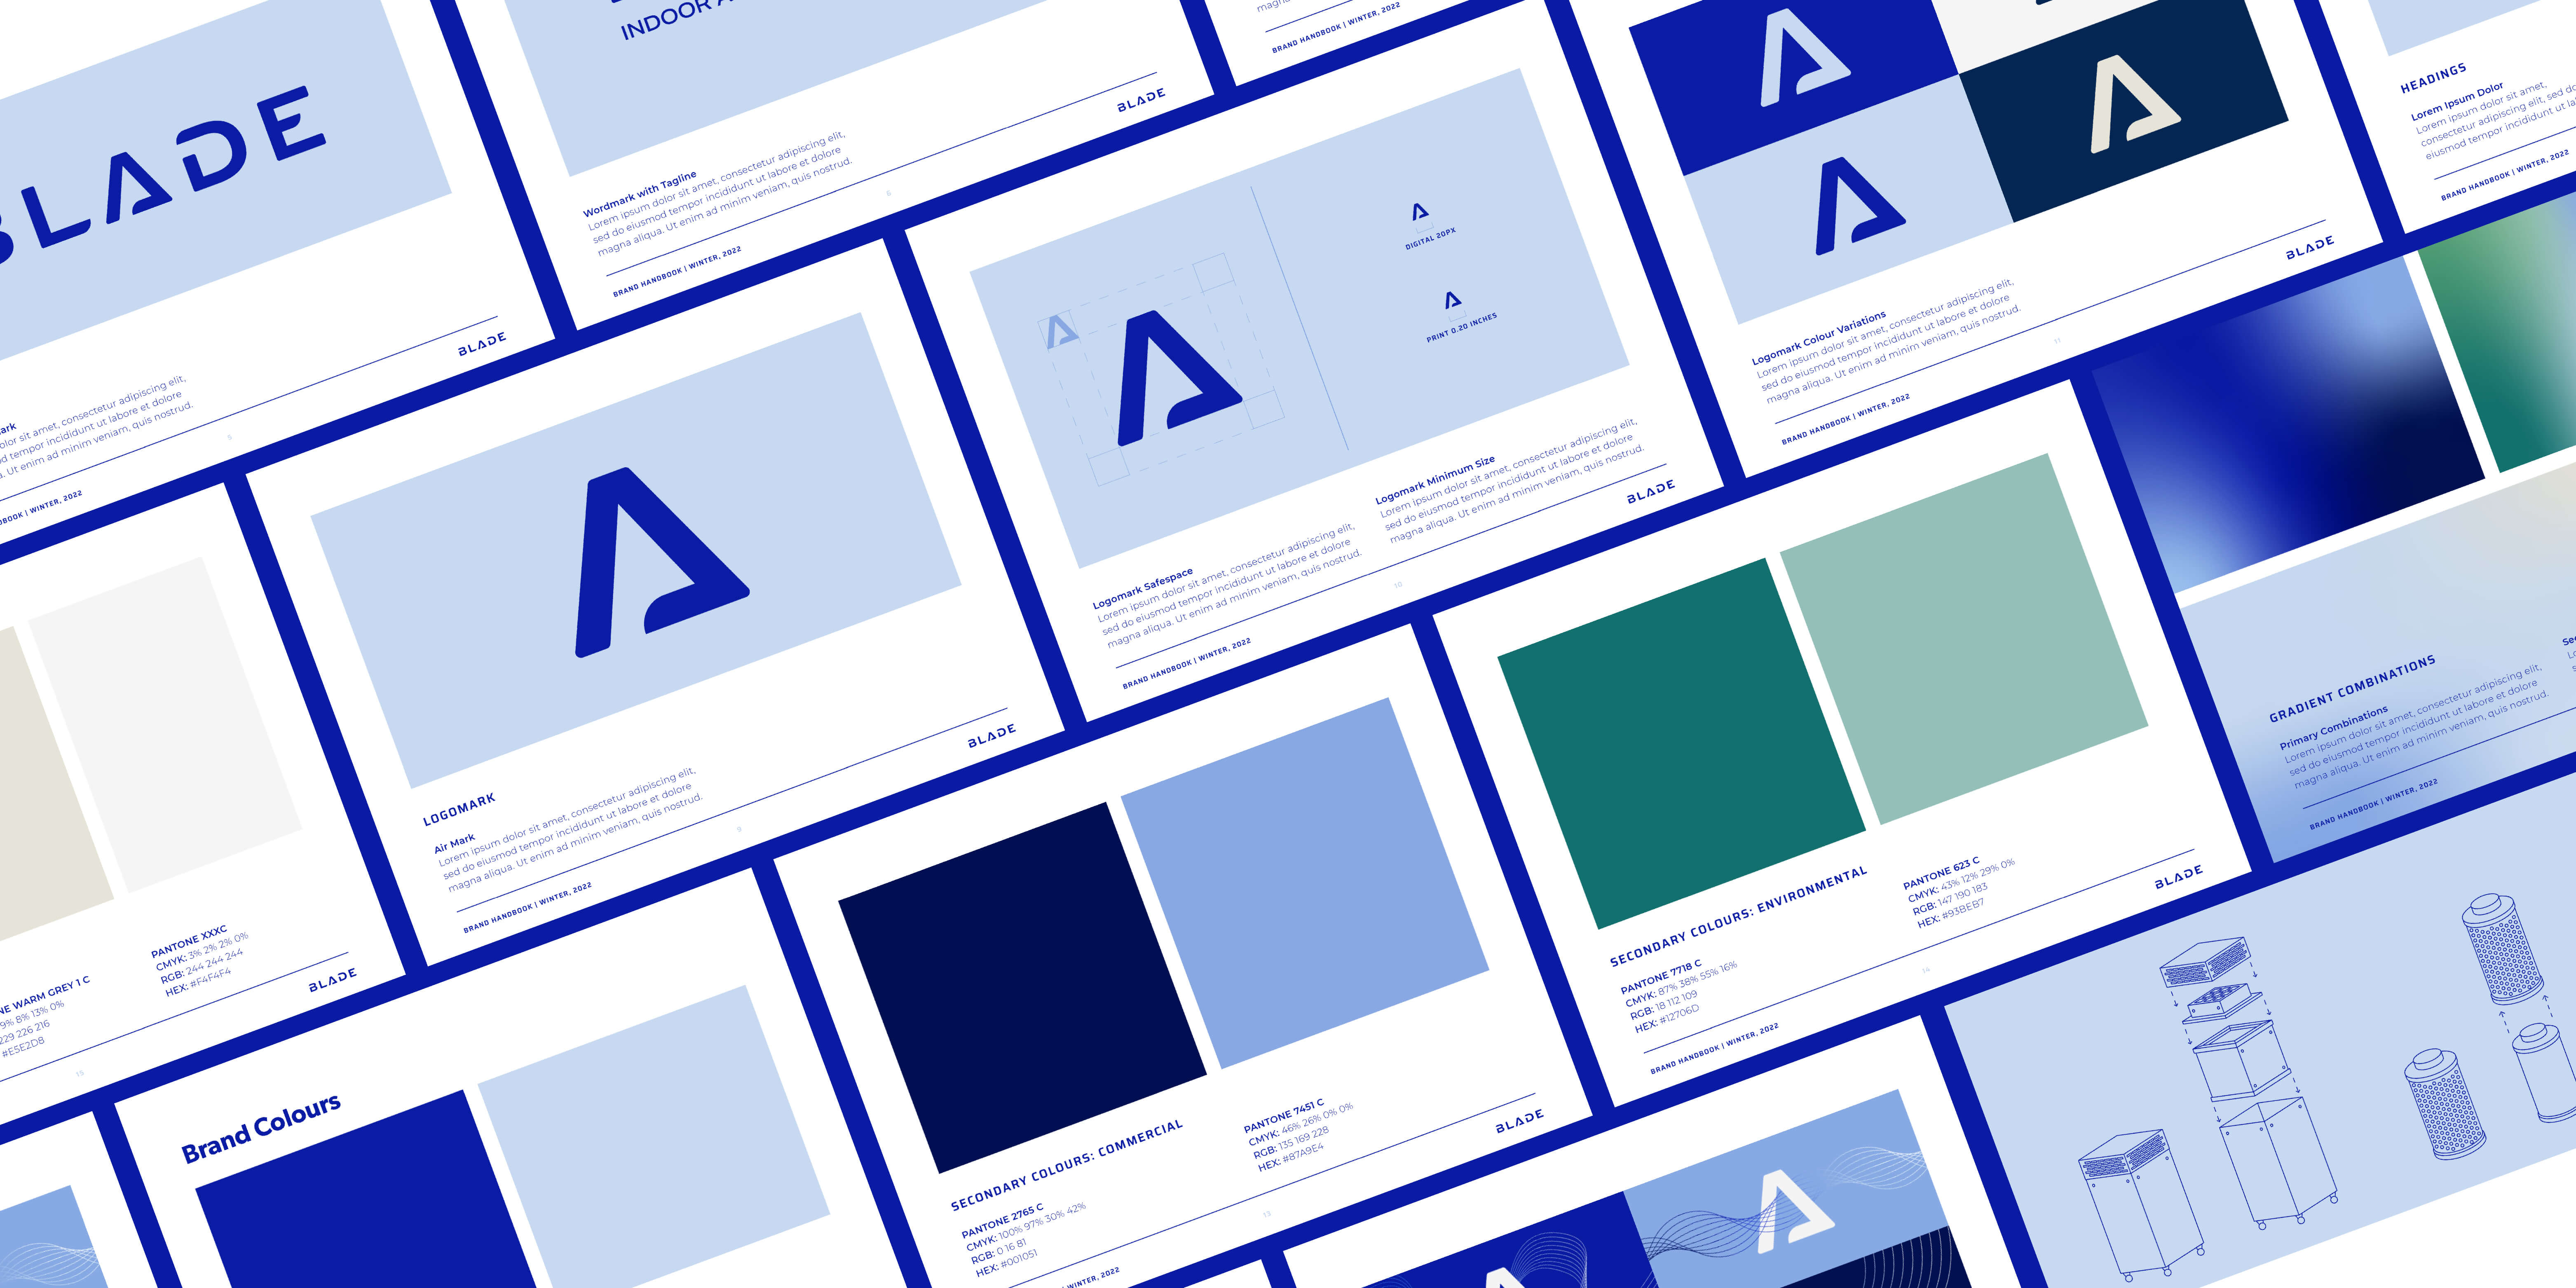 BLADE
olor sit amet, consectetur adipiscing elit,
mod tempor incididunt ut labore et dolore
. Ut enim ad minim veniam, quis nostrud.
5
WINTER, 2022
BLADE
INDOOR
Wordmark with Tagline
Lorem ipsum dolor sit amet, consectetur adipiscing elit,
sed do eiusmod tempor incididunt ut labore et dolore
magna aliqua. Ut enim ad minim veniam, quis nostrud.
BRAND HANDBOOK | WINTER, 2022
6
BLADE
BRAND HANDBOOK | WINTER, 2022
DIGITAL 20PX
PRINT 0.20 INCHES
Logomark Safespace
Lorem ipsum dolor sit amet, consectetur adipiscing elit,
sed do eiusmod tempor incididunt ut labore et dolore
magna aliqua. Ut enim ad minim veniam, quis nostrud.
Logomark Minimum Size
Lorem ipsum dolor sit amet, consectetur adipiscing elit,
sed do eiusmod tempor incididunt ut labore et dolore
magna aliqua. Ut enim ad minim veniam, quis nostrud.
BRAND HANDBOOK | WINTER, 2022
10
BLADE
Logomark Colour Variations
Lorem ipsum dolor sit amet, consectetur adipiscing elit,
sed do eiusmod tempor incididunt ut labore et dolore
magna aliqua. Ut enim ad minim veniam, quis nostrud.
BRAND HANDBOOK | WINTER, 2022
11
BLADE
HEADINGS
Lorem Ipsum Dolor
Lorem ipsum dolor sit amet,
consectetur adipiscing elit, sed do
eiusmod tempor incididunt ut la
BRAND HANDBOOK | WINTER, 2022
LOGOMARK
Air Mark
Lorem ipsum dolor sit amet, consectetur adipiscing elit,
sed do eiusmod tempor incididunt ut labore et dolore
magna aliqua. Ut enim ad minim veniam, quis nostrud.
BRAND HANDBOOK | WINTER, 2022
9
BLADE
WARM GREY 1 C
9% 8% 13% 0%
229 226 216
#E5E2D8
PANTONE XXXC
CMYK: 3% 2% 2% 0%
RGB: 244 244 244
HEX: #F4F4F4
15
BLADE
Brand Colours
SECONDARY COLOURS: COMMERCIAL
PANTONE 2765 C
CMYK: 100% 97% 30% 42%
RGB: 0 16 81
HEX: #001051
PANTONE 7451 C
CMYK: 46% 26% 0% 0%
RGB: 135 169 228
HEX: #87A9E4
WINTER, 2022
13
BLADE
SECONDARY COLOURS: ENVIRONMENTAL
PANTONE 7718 C
CMYK: 87% 38% 55% 16%
RGB: 18 112 109
HEX: #12706D
PANTONE 623 C
CMYK: 43% 12% 29% 0%
RGB: 147 190 183
HEX: #93BEB7
BRAND HANDBOOK | WINTER, 2022
14
BLADE
GRADIENT COMBINATIONS
Primary Combinations
Lorem ipsum dolor sit amet, consectetur adipiscing elit,
sed do eiusmod tempor incididunt ut labore et dolore
magna aliqua. Ut enim ad minim veniam, quis nostrud.
BRAND HANDBOOK | WINTER, 2022